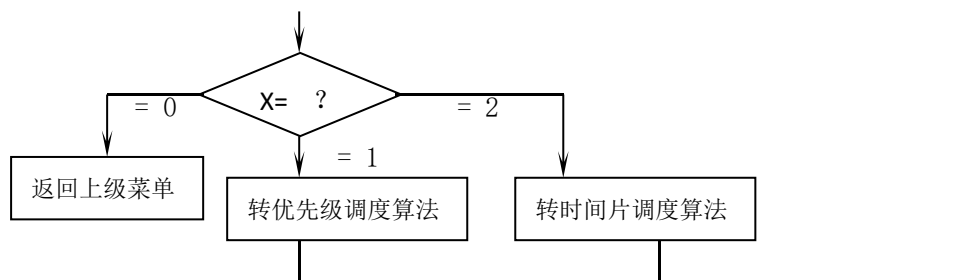 X= ？
= 0
= 2
= 1
返回上级菜单
转优先级调度算法
转时间片调度算法